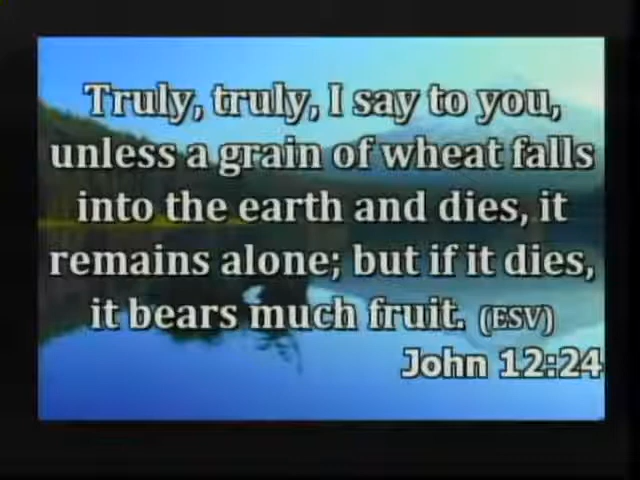 Truly, truly, I say to you,
unless a grain of wheat falls
into the earth and dies, it
remains alone; but if it dies,
it bears much fruit. (ESV)
John 12:24